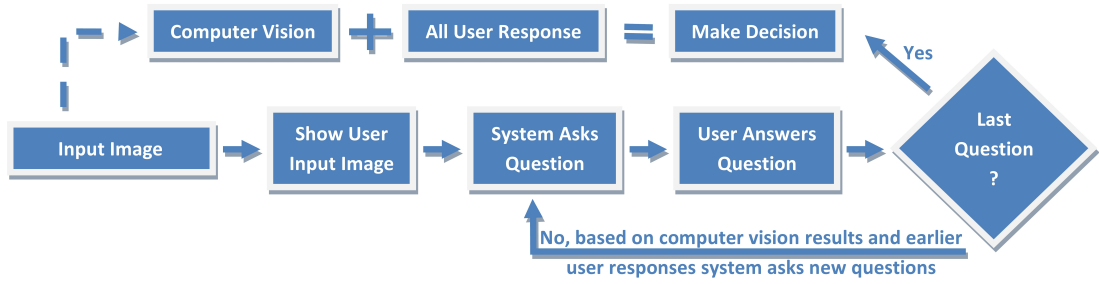 Computer Vision
All User Response
Make Decision
Yes
Input Image
Show User
Input Image
System Asks
Question
User Answers
Question
Last
Question
?
No, based on computer vision results and earlier
user responses system asks new questions